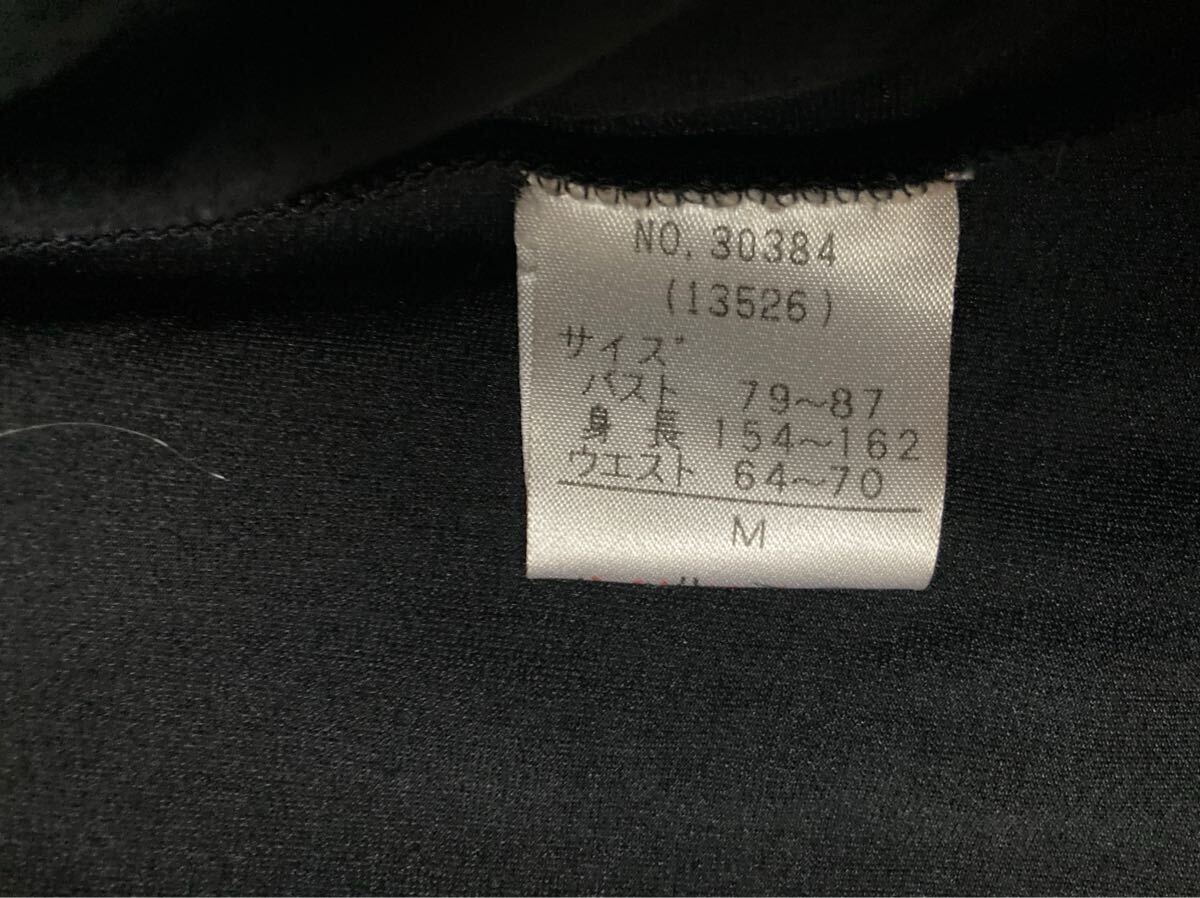 NO. 30384
(13526)
サイズ
バスト 79～87
身 長 154～162
ウエスト 64～70
M